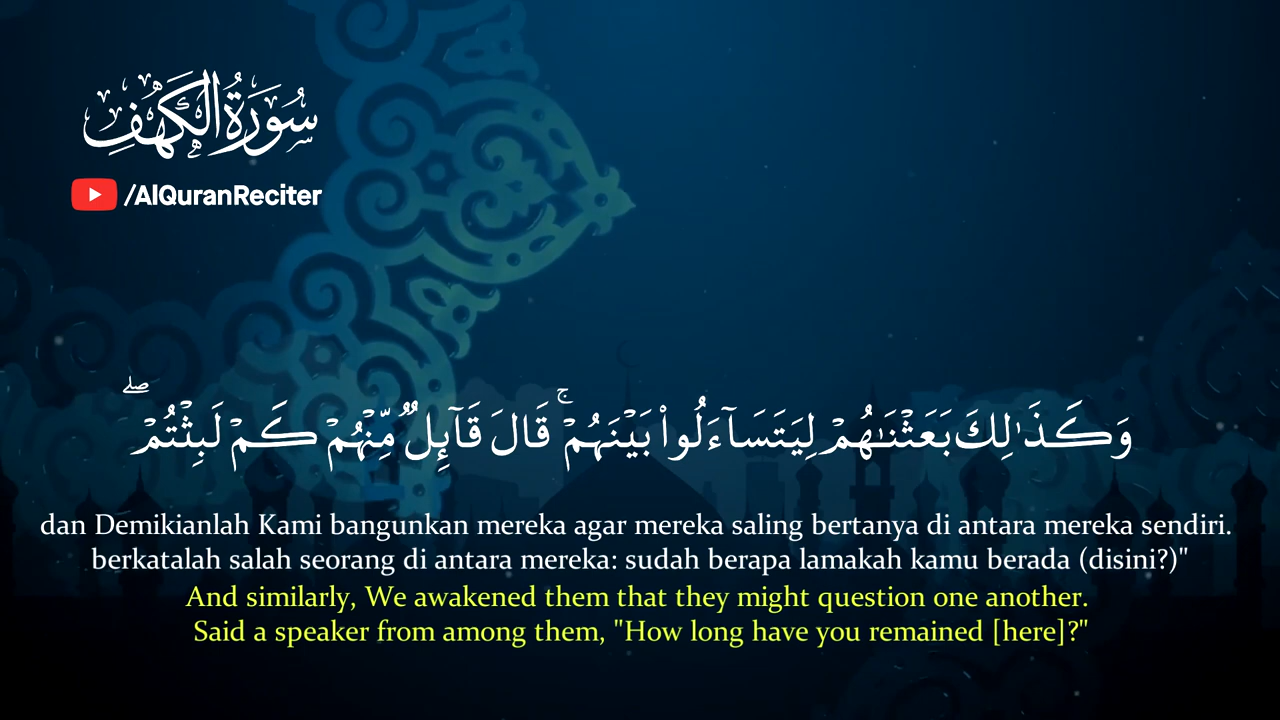 سُورَةُ الْكَهْفِ
/AlQuranReciter
وَكَذَٰلِكَ بَعَثْنَـٰهُمْ لِيَتَسَآءَلُوا۟ بَيْنَهُمْ ۚ قَالَ قَآئِلٌ مِّنْهُمْ كَمْ لَبِثْتُمْ ۖ
dan Demikianlah Kami bangunkan mereka agar mereka saling bertanya di antara mereka sendiri.
berkatalah salah seorang di antara mereka: sudah berapa lamakah kamu berada (disini?)"
And similarly, We awakened them that they might question one another.
Said a speaker from among them, "How long have you remained [here]?"